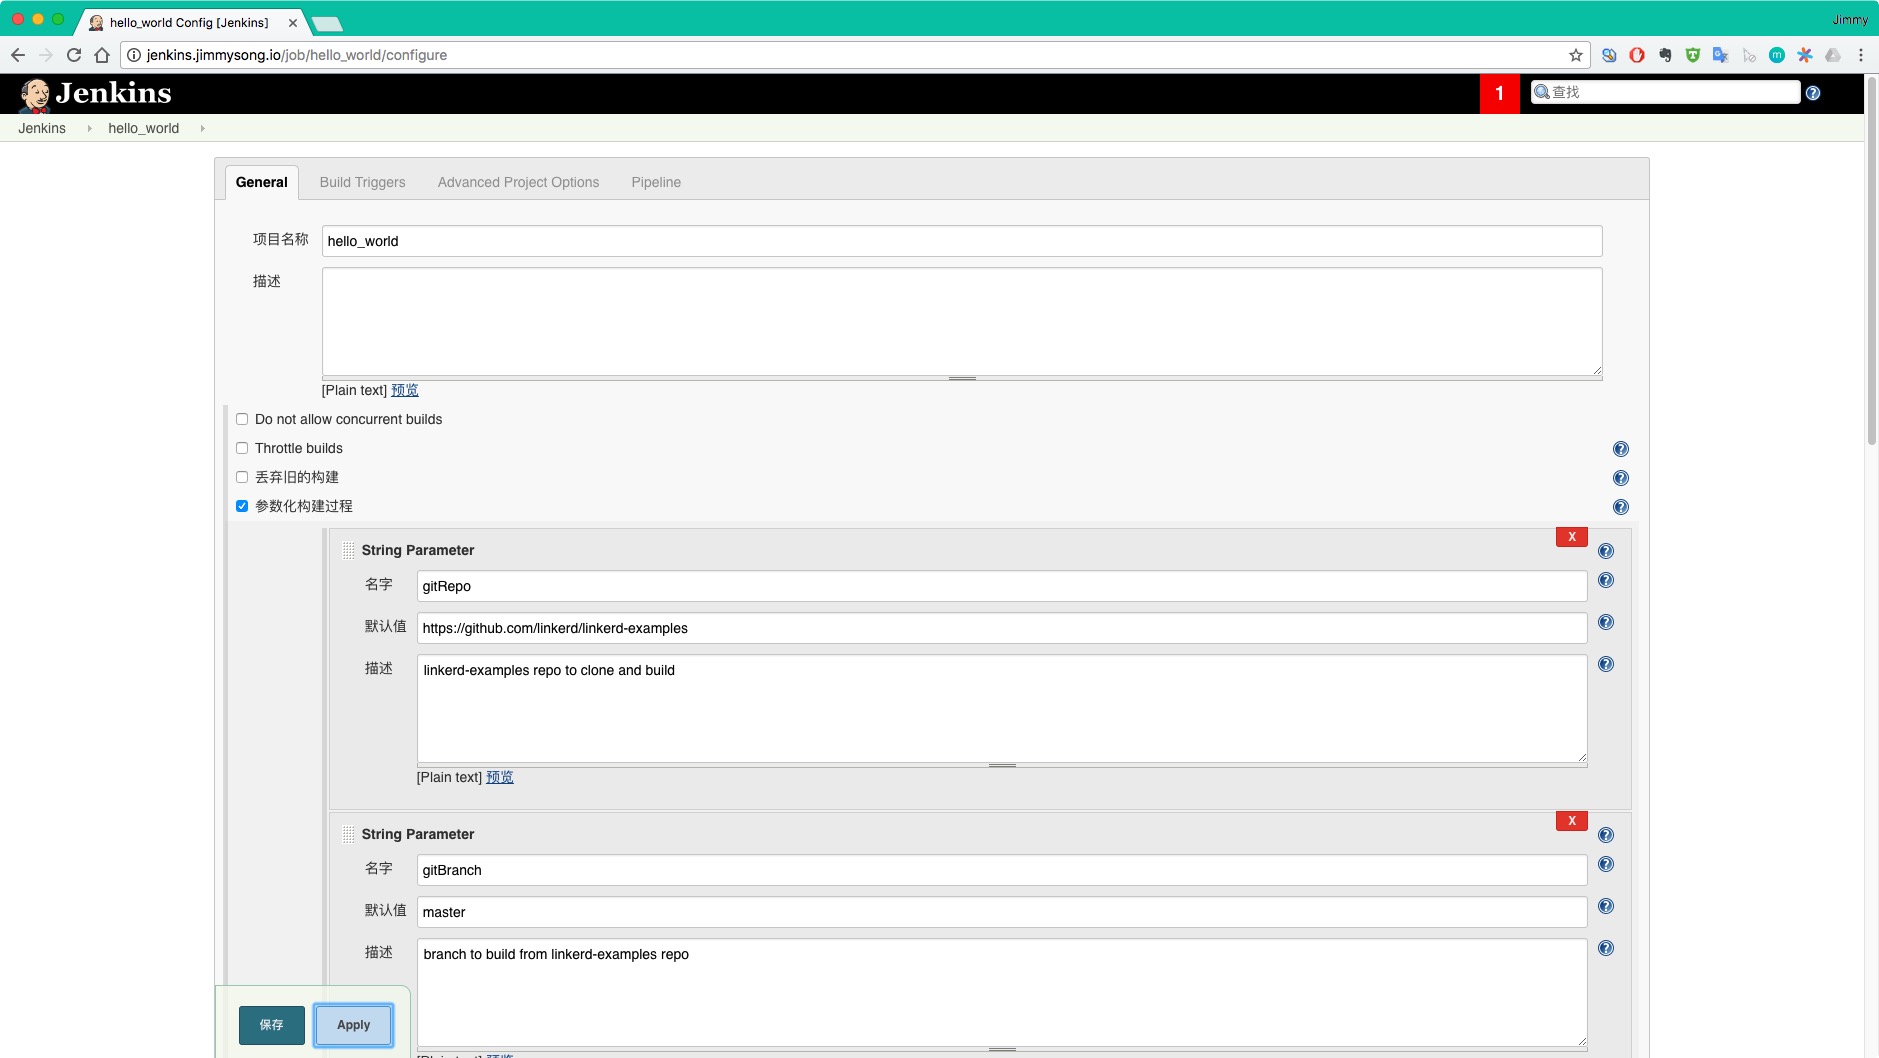 hello_world Config [Jenkins]
Jimmy
jenkins.jimmysong.io/job/hello_world/configure
Jenkins
1
查找
Jenkins
hello_world
General
Build Triggers
Advanced Project Options
Pipeline
项目名称
hello_world
描述
[Plain text] 预览
Do not allow concurrent builds
Throttle builds
丢弃旧的构建
参数化构建过程
X
String Parameter
名字
gitRepo
默认值
https://github.com/linkerd/linkerd-examples
描述
linkerd-examples repo to clone and build
[Plain text] 预览
X
String Parameter
名字
gitBranch
默认值
master
描述
branch to build from linkerd-examples repo
保存
Apply
[Plain text] 预览